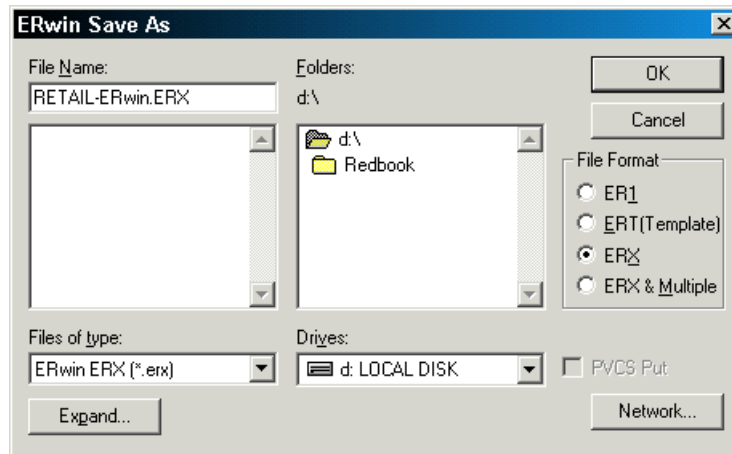 ERwin Save As
File Name:
RETAIL-ERwin.ERX
Folders:
d:\
d:\
Redbook
OK
Cancel
File Format
ER1
ERT(Template)
ERX
ERX & Multiple
Files of type:
ERwin ERX (*.erx)
Drives:
d: LOCAL DISK
PVCS Put
Expand...
Network...